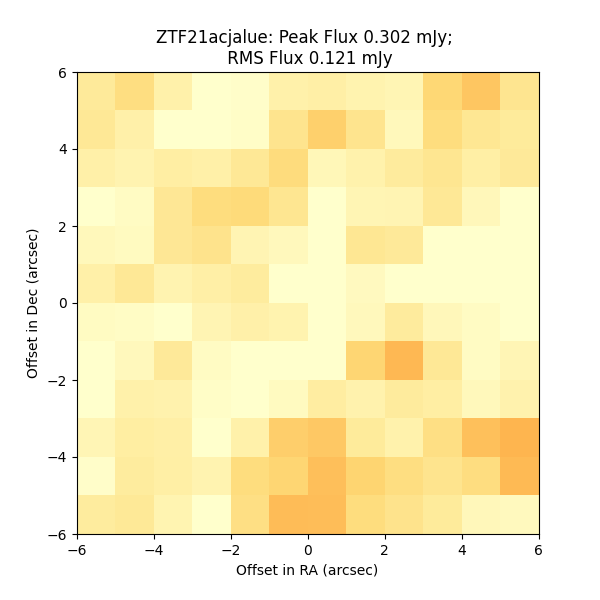 ZTF21acjalue: Peak Flux 0.302 mJy;
RMS Flux 0.121 mJy
6
4
2
0
−2
−4
−6
Offset in Dec (arcsec)
−6 −4 −2 0 2 4 6
Offset in RA (arcsec)